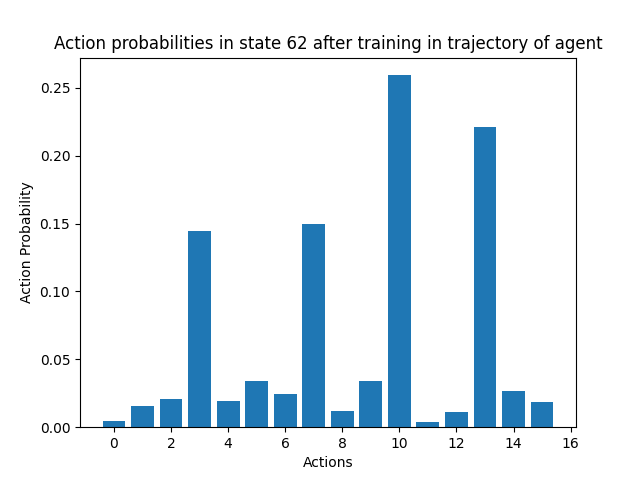 Action probabilities in state 62 after training in trajectory of agent
0.25
0.20
0.15
0.10
0.05
0.00
Action Probability
0 2 4 6 8 10 12 14 16
Actions